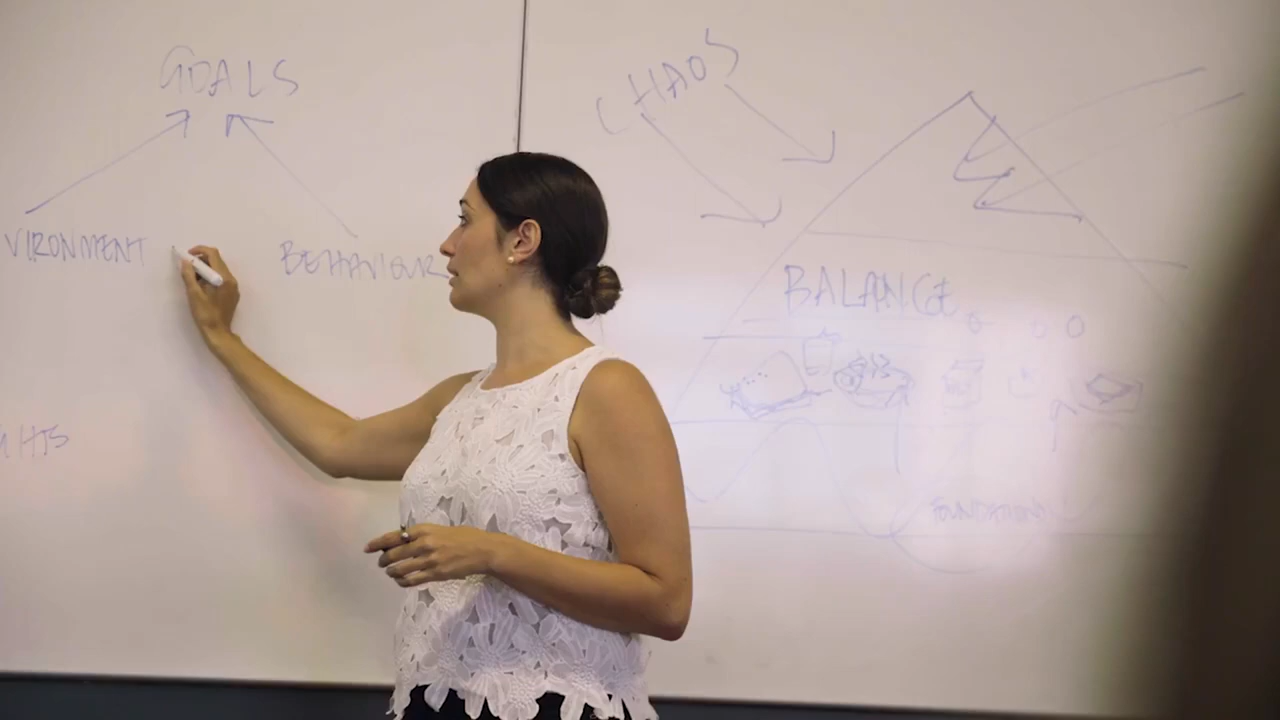 GOALS
VIRONMENT
BEHAVIOUR
CHAOS
BALANCE
FOUNDATION